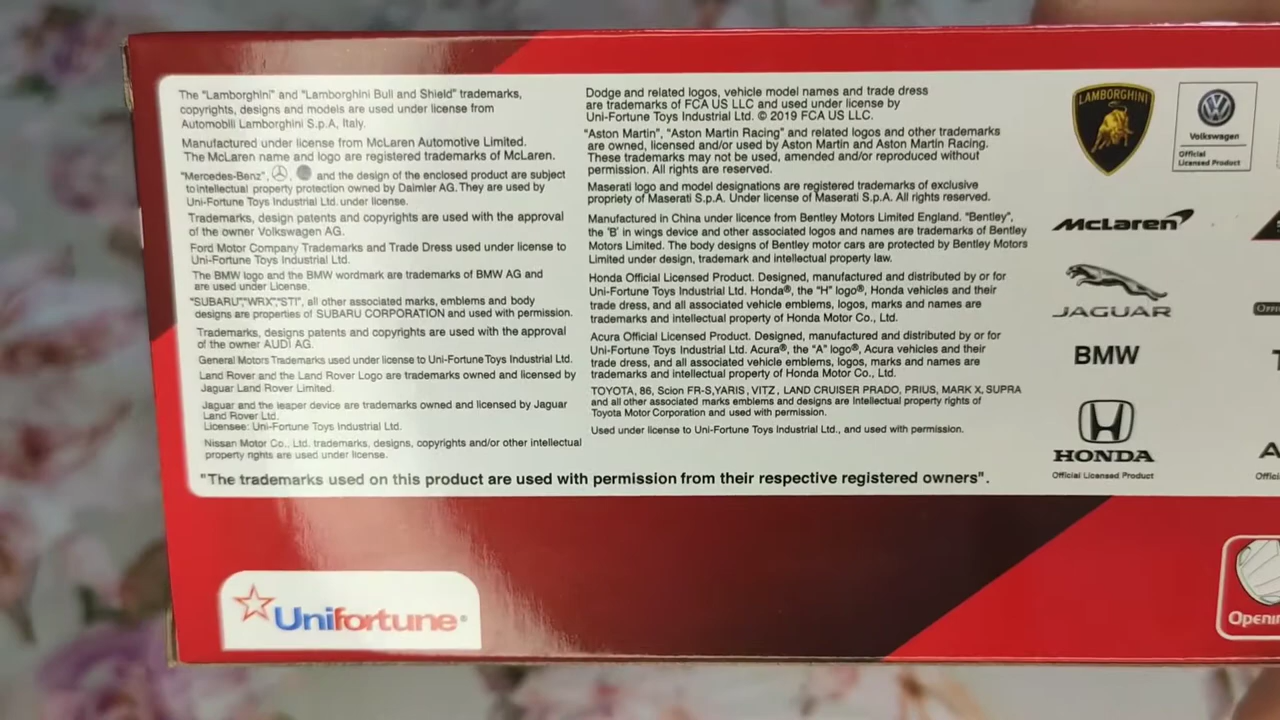 The "Lamborghini" and "Lamborghini Bull and Shield" trademarks,
copyrights, designs and models are used under license from
Automobili Lamborghini S.p.A, Italy.
Manufactured under license from McLaren Automotive Limited.
The McLaren name and logo are registered trademarks of McLaren.
"Mercedes-Benz", , and the design of the enclosed product are subject
to intellectual property protection owned by Daimler AG. They are used by
Uni-Fortune Toys Industrial Ltd. under license.
Trademarks, design patents and copyrights are used with the approval
of the owner Volkswagen AG.
Ford Motor Company Trademarks and Trade Dress used under license to
Uni-Fortune Toys Industrial Ltd.
The BMW logo and the BMW wordmark are trademarks of BMW AG and
are used under License.
"SUBARU","WRX","STI", all other associated marks, emblems and body
designs are properties of SUBARU CORPORATION and used with permission.
Trademarks, designs patents and copyrights are used with the approval
of the owner AUDI AG.
General Motors Trademarks used under license to Uni-Fortune Toys Industrial Ltd.
Land Rover and the Land Rover Logo are trademarks owned and licensed by
Jaguar Land Rover Limited.
Jaguar and the leaper device are trademarks owned and licensed by Jaguar
Land Rover Ltd.
Licensee: Uni-Fortune Toys Industrial Ltd.
Nissan Motor Co., Ltd. trademarks, designs, copyrights and/or other intellectual
property rights are used under license.
Dodge and related logos, vehicle model names and trade dress
are trademarks of FCA US LLC and used under license by
Uni-Fortune Toys Industrial Ltd. © 2019 FCA US LLC.
"Aston Martin", "Aston Martin Racing" and related logos and other trademarks
are owned, licensed and/or used by Aston Martin and Aston Martin Racing.
These trademarks may not be used, amended and/or reproduced without
permission. All rights are reserved.
Maserati logo and model designations are registered trademarks of exclusive
propriety of Maserati S.p.A. Under license of Maserati S.p.A. All rights reserved.
Manufactured in China under licence from Bentley Motors Limited England. "Bentley",
the 'B' in wings device and other associated logos and names are trademarks of Bentley
Motors Limited. The body designs of Bentley motor cars are protected by Bentley Motors
Limited under design, trademark and intellectual property law.
Honda Official Licensed Product. Designed, manufactured and distributed by or for
Uni-Fortune Toys Industrial Ltd. Honda®, the "H" logo®, Honda vehicles and their
trade dress, and all associated vehicle emblems, logos, marks and names are
trademarks and intellectual property of Honda Motor Co., Ltd.
Acura Official Licensed Product. Designed, manufactured and distributed by or for
Uni-Fortune Toys Industrial Ltd. Acura®, the "A" logo®, Acura vehicles and their
trade dress, and all associated vehicle emblems, logos, marks and names are
trademarks and intellectual property of Honda Motor Co., Ltd.
TOYOTA, 86, Scion FR-S,YARIS , VITZ , LAND CRUISER PRADO, PRIUS, MARK X, SUPRA
and all other associated marks emblems and designs are Intellectual property rights of
Toyota Motor Corporation and used with permission.
Used under license to Uni-Fortune Toys Industrial Ltd., and used with permission.
"The trademarks used on this product are used with permission from their respective registered owners".
LAMBORGHINI
Volkswagen
Official
Licensed Product
McLaren
JAGUAR
BMW
HONDA
Official Licensed Product
Unifortune®